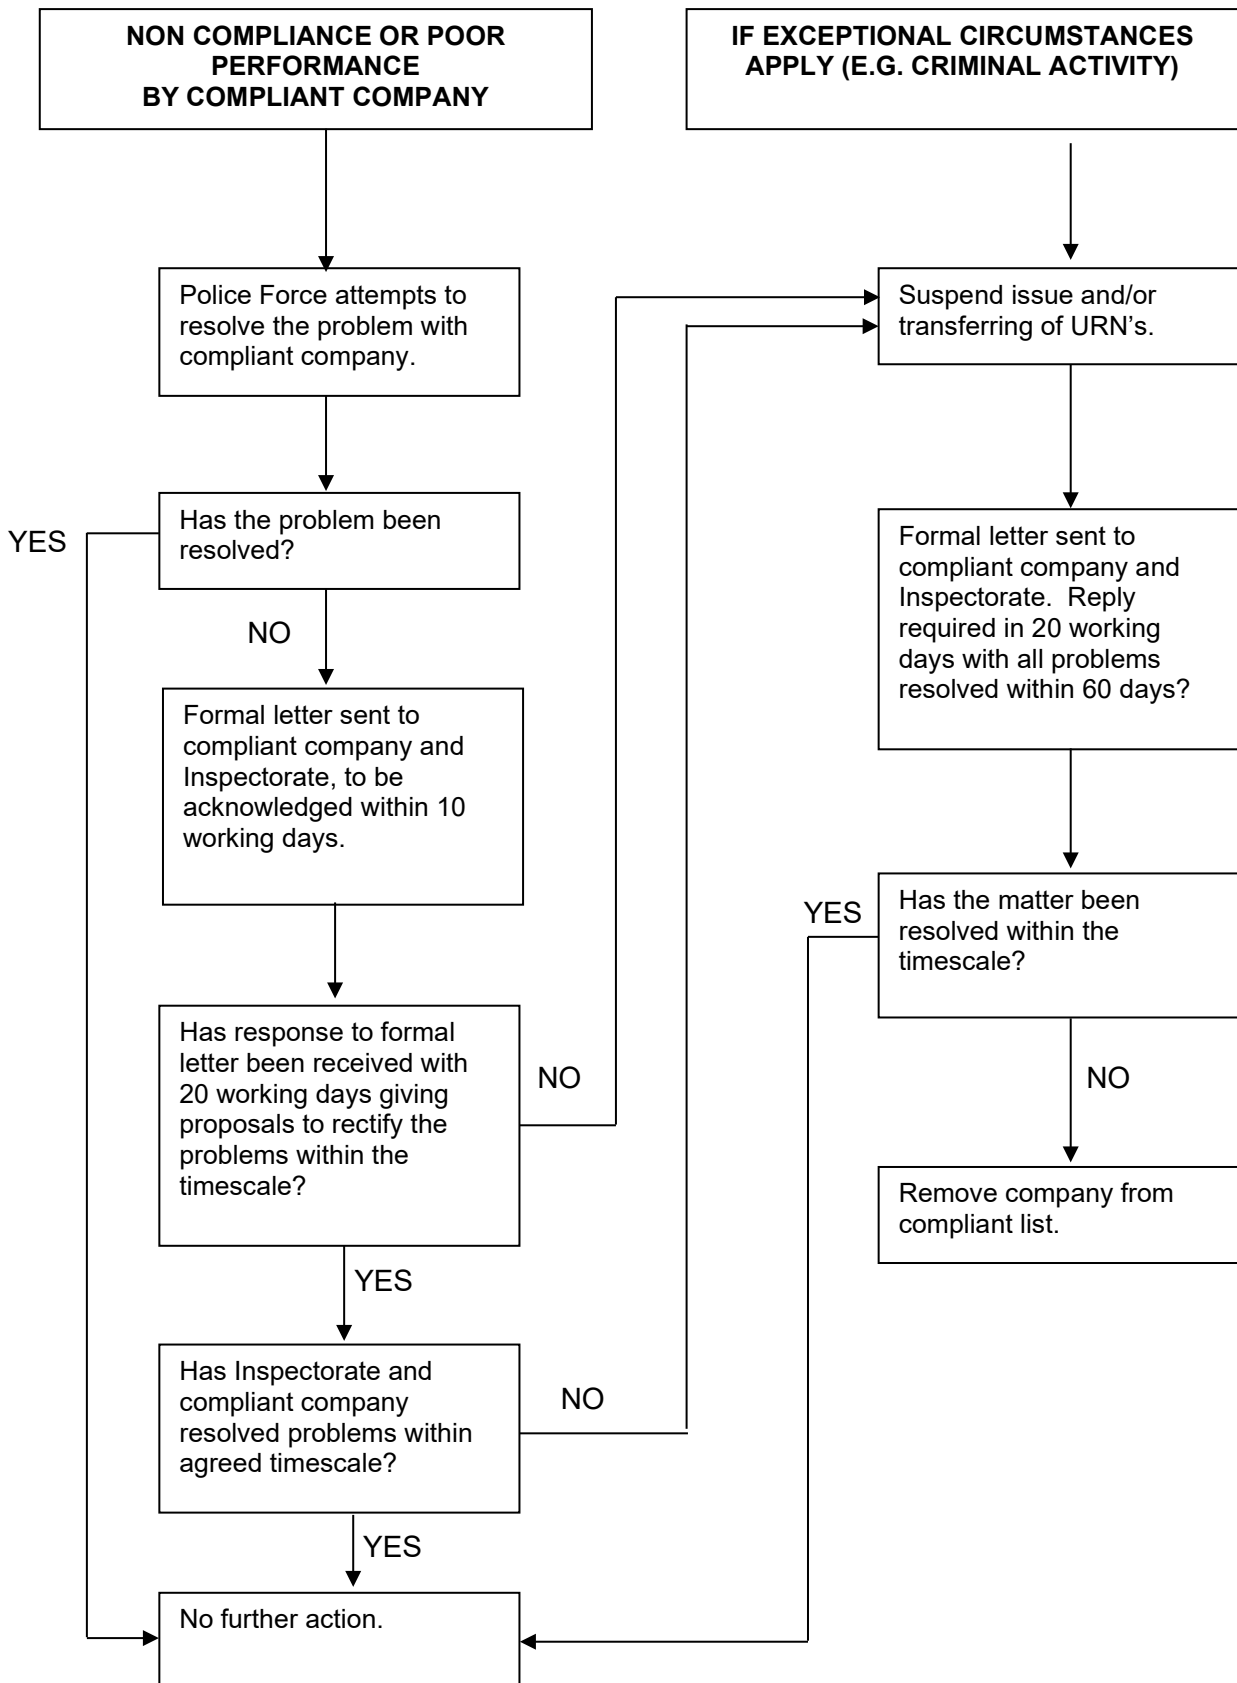 NON COMPLIANCE OR POOR
PERFORMANCE
BY COMPLIANT COMPANY
IF EXCEPTIONAL CIRCUMSTANCES
APPLY (E.G. CRIMINAL ACTIVITY)
Police Force attempts to
resolve the problem with
compliant company.
Suspend issue and/or
transferring of URN's.
Has the problem been
resolved?
YES
NO
Formal letter sent to
compliant company and
Inspectorate.  Reply
required in 20 working
days with all problems
resolved within 60 days?
Formal letter sent to
compliant company and
Inspectorate, to be
acknowledged within 10
working days.
Has the matter been
resolved within the
timescale?
YES
NO
Has response to formal
letter been received with
20 working days giving
proposals to rectify the
problems within the
timescale?
NO
YES
Remove company from
compliant list.
Has Inspectorate and
compliant company
resolved problems within
agreed timescale?
NO
YES
No further action.